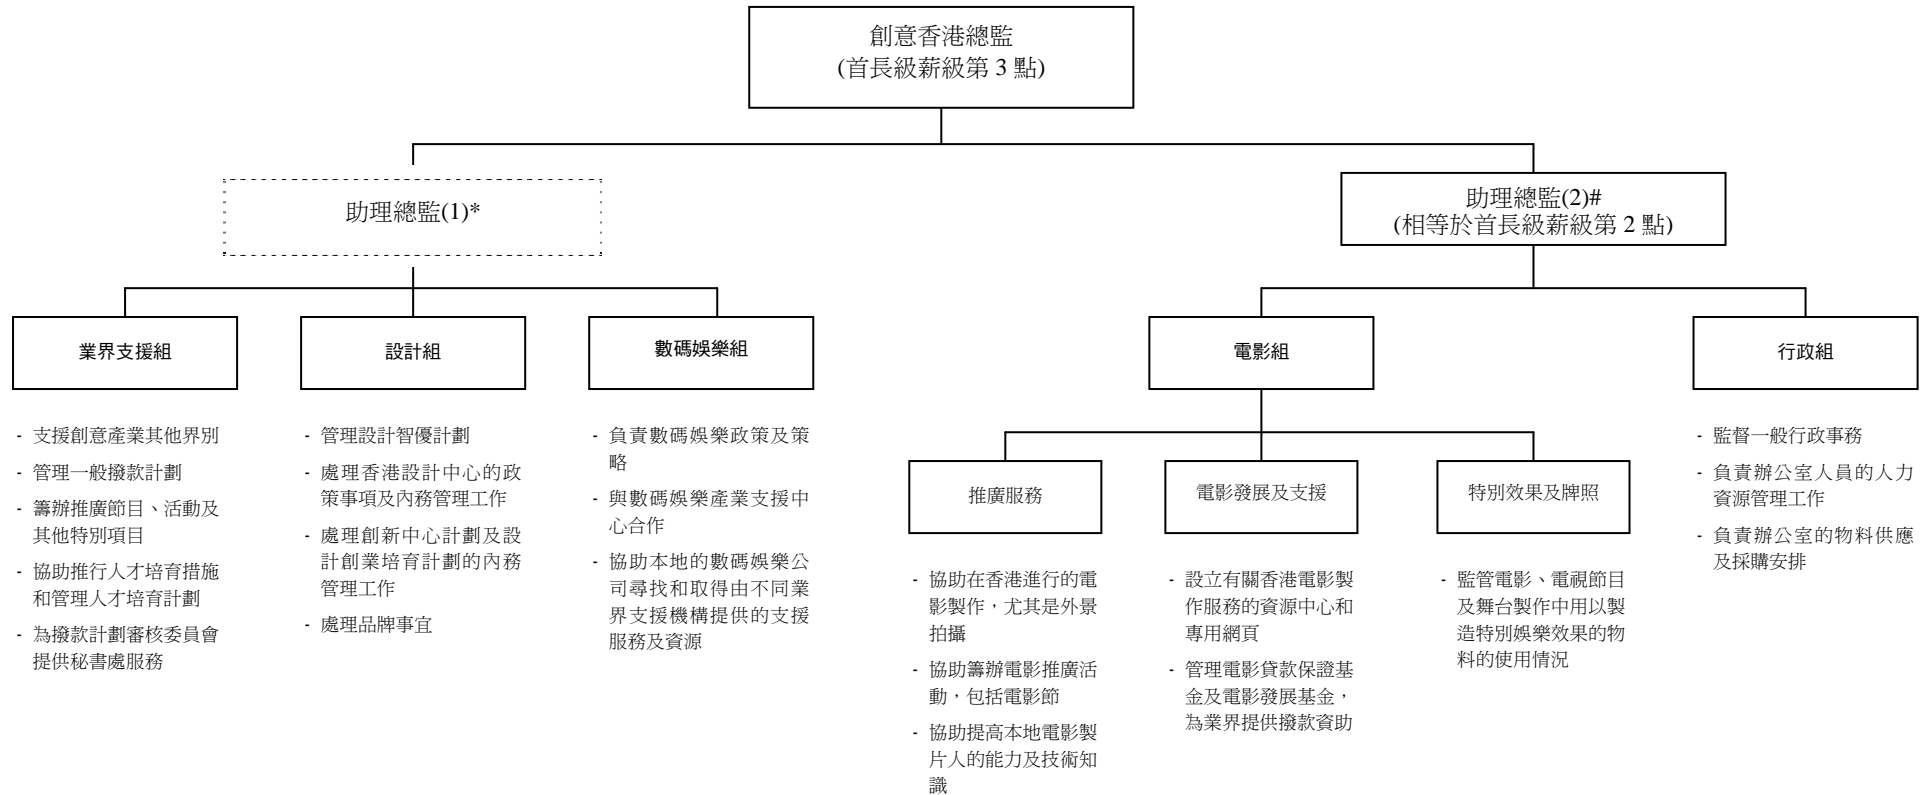 創意香港總監
(首長級薪級第 3 點)
助理總監(1)*
助理總監(2)#
(相等於首長級薪級第 2 點)
業界支援組
- 支援創意產業其他界別
- 管理一般撥款計劃
- 籌辦推廣節目、活動及
其他特別項目
- 協助推行人才培育措施
和管理人才培育計劃
- 為撥款計劃審核委員會
提供秘書處服務
設計組
- 管理設計智優計劃
- 處理香港設計中心的政
策事項及內務管理工作
- 處理創新中心計劃及設
計創業培育計劃的內務
管理工作
- 處理品牌事宜
數碼娛樂組
- 負責數碼娛樂政策及策
略
- 與數碼娛樂產業支援中
心合作
- 協助本地的數碼娛樂公
司尋找和取得由不同業
界支援機構提供的支援
服務及資源
電影組
推廣服務
- 協助在香港進行的電
影製作，尤其是外景
拍攝
- 協助籌辦電影推廣活
動，包括電影節
- 協助提高本地電影製
片人的能力及技術知
識
電影發展及支援
- 設立有關香港電影製
作服務的資源中心和
專用網頁
- 管理電影貸款保證基
金及電影發展基金，
為業界提供撥款資助
特別效果及牌照
- 監管電影、電視節目
及舞台製作中用以製
造特別娛樂效果的物
料的使用情況
行政組
- 監督一般行政事務
- 負責辦公室人員的人力
資源管理工作
- 負責辦公室的物料供應
及採購安排